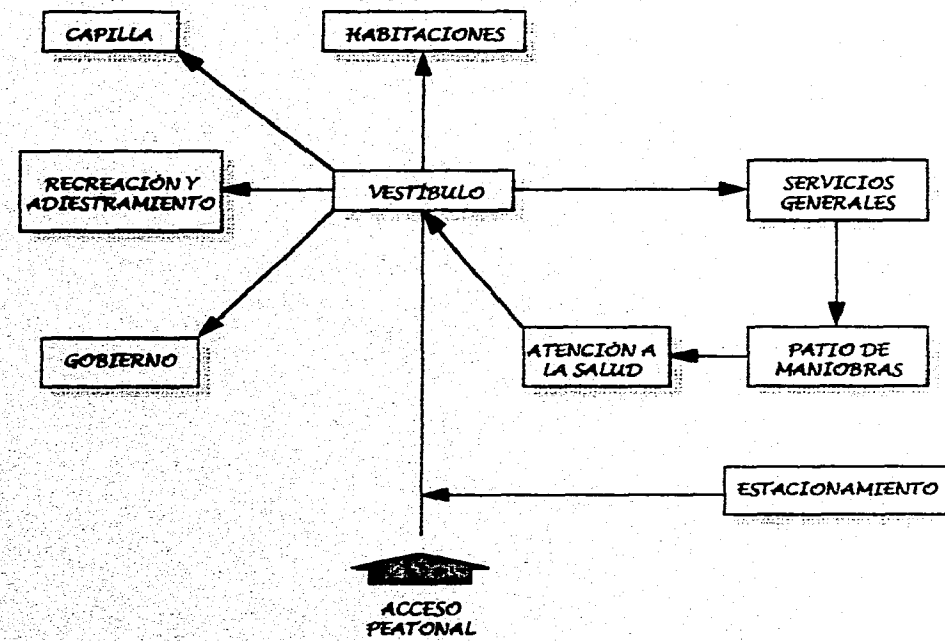 CAPILLA
HABITACIONES
RECREACIÓN Y
ADIESTRAMIENTO
VESTÍBULO
SERVICIOS
GENERALES
GOBIERNO
ATENCIÓN A
LA SALUD
PATIO DE
MANIOBRAS
ESTACIONAMIENTO
ACCESO
PEATONAL